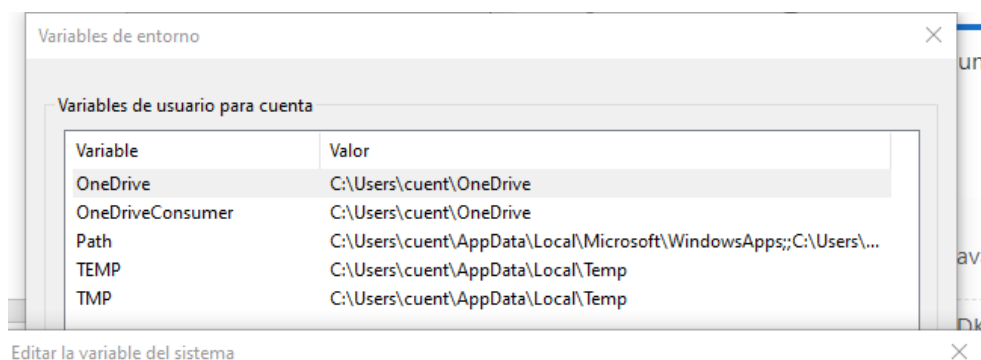 Variables de entorno
Variables de usuario para cuenta
Variable Valor
OneDrive C:\Users\cuent\OneDrive
OneDriveConsumer C:\Users\cuent\OneDrive
Path C:\Users\cuent\AppData\Local\Microsoft\WindowsApps;;C:\Users\...
TEMP C:\Users\cuent\AppData\Local\Temp
TMP C:\Users\cuent\AppData\Local\Temp
Editar la variable del sistema